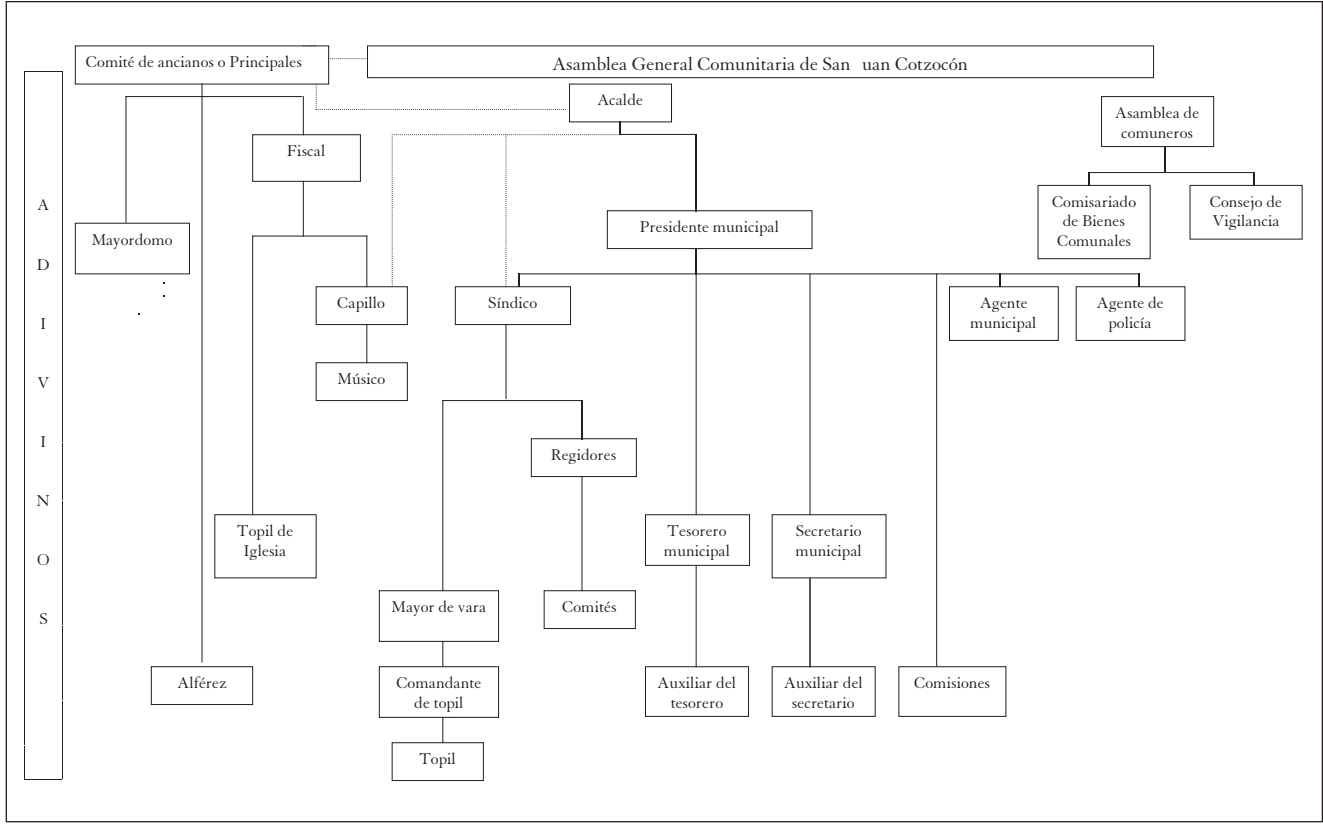 Comité de ancianos o Principales
Asamblea General Comunitaria de San uan Cotzocón
Acalde
Asamblea de
comuneros
Fiscal
Comisariado
de Bienes
Comunales
Consejo de
Vigilancia
Presidente municipal
Mayordomo
Capillo
Síndico
Agente
municipal
Agente de
policía
Músico
Regidores
Topil de
Iglesia
Tesorero
municipal
Secretario
municipal
Mayor de vara
Comités
Alférez
Comandante
de topil
Auxiliar del
tesorero
Auxiliar del
secretario
Comisiones
Topil
A
D
I
V
I
N
O
S